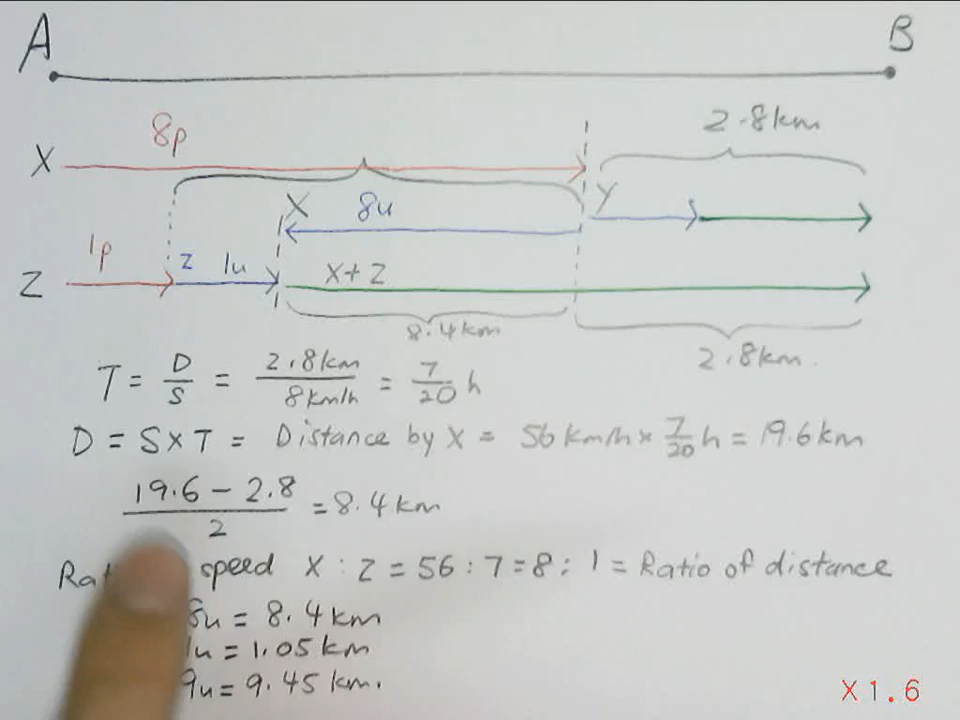 A B
8p 2.8km
X
X 8u Y
1p z 1u
Z X+Z
8.4km
2.8km.
T = D/S = 2.8km/8km/h = 7/20 h
D = S × T = Distance by X = 56 km/h × 7/20 h = 19.6 km
19.6 − 2.8 / 2 = 8.4 km
speed X : Z = 56 : 7 = 8 : 1 = Ratio of distance
8u = 8.4 km
1u = 1.05 km
9u = 9.45 km.
X1.6